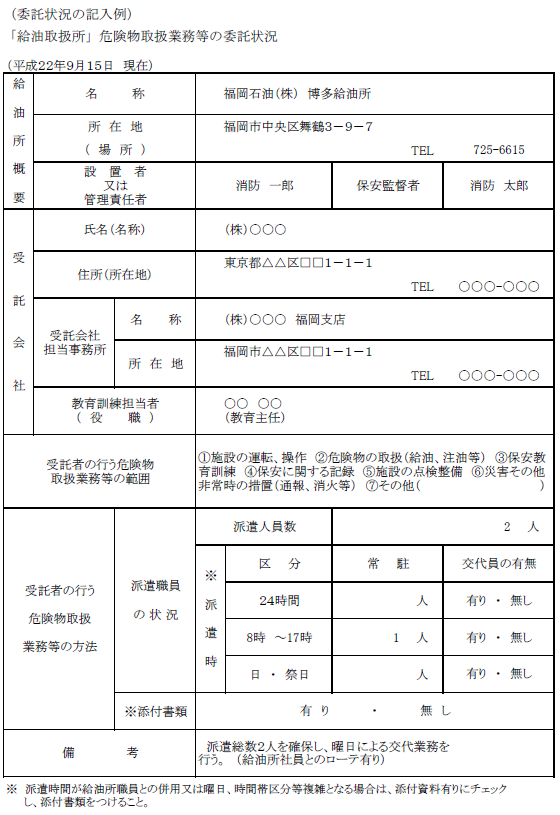 (委託状況の記入例)
「給油取扱所」危険物取扱業務等の委託状況
(平成22年9月15日 現在)
給油所概要
名 称 福岡石油(株) 博多給油所
所在地 福岡市中央区舞鶴3-9-7
(場所) TEL 725-6615
設置者
又は 消防 一郎 保安監督者 消防 太郎
管理責任者
受託会社
氏名(名称) (株)○○○
住所(所在地) 東京都△△区□□1-1-1
TEL ○○○-○○○
受託会社
担当事務所
名 称 (株)○○○ 福岡支店
所在地 福岡市△△区□□1-1-1
TEL ○○○-○○○
教育訓練担当者 ○○ ○○
(役職) (教育主任)
受託者の行う危険物
取扱業務等の範囲
①施設の運転、操作 ②危険物の取扱(給油、注油等) ③保安教
育訓練 ④保安に関する記録 ⑤施設の点検整備 ⑥災害その他
非常時の措置(通報、消火等) ⑦その他( )
受託者の行う
危険物取扱
業務等の方法
派遣職員
の状況
派遣人員数 2 人
※派遣時
区 分 常 駐 交代員の有無
24時間 人 有り ・ 無し
8時 ~17時 1 人 有り ・ 無し
日 ・ 祭日 人 有り ・ 無し
※添付書類 有り ・ 無し
備 考
派遣総数2人を確保し、曜日による交代業務を
行う。 (給油所社員とのローテ有り)
※ 派遣時間が給油所職員との併用又は曜日、時間帯区分等複雑となる場合は、添付資料有りにチェック
し、添付書類をつけること。